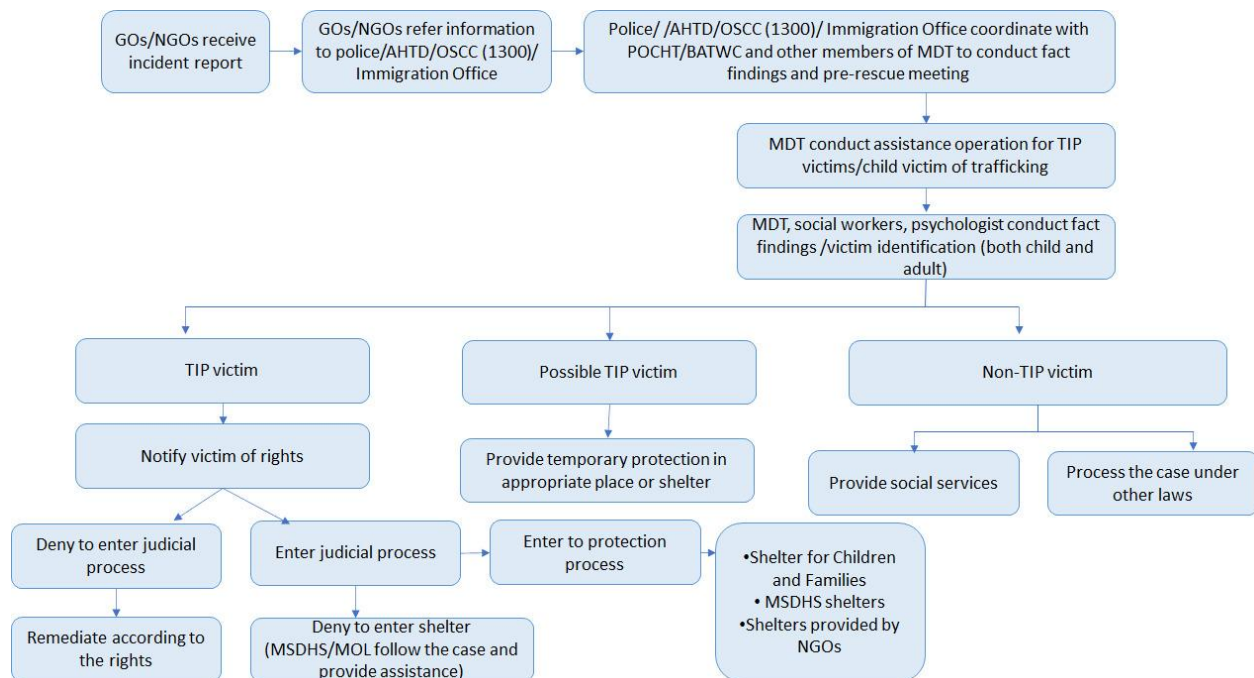 GOs/NGOs receive
incident report
GOs/NGOs refer information
to police/AHTD/OSCC (1300)/
Immigration Office
Police/ /AHTD/OSCC (1300)/ Immigration Office coordinate with
POCHT/BATWC and other members of MDT to conduct fact
findings and pre-rescue meeting
MDT conduct assistance operation for TIP
victims/child victim of trafficking
MDT, social workers, psychologist conduct fact
findings /victim identification (both child and
adult)
TIP victim
Possible TIP victim
Non-TIP victim
Notify victim of rights
Provide temporary protection in
appropriate place or shelter
Provide social services
Process the case under
other laws
Deny to enter judicial
process
Enter judicial process
Enter to protection
process
•Shelter for Children
and Families
• MSDHS shelters
•Shelters provided by
NGOs
Remediate according to
the rights
Deny to enter shelter
(MSDHS/MOL follow the case and
provide assistance)